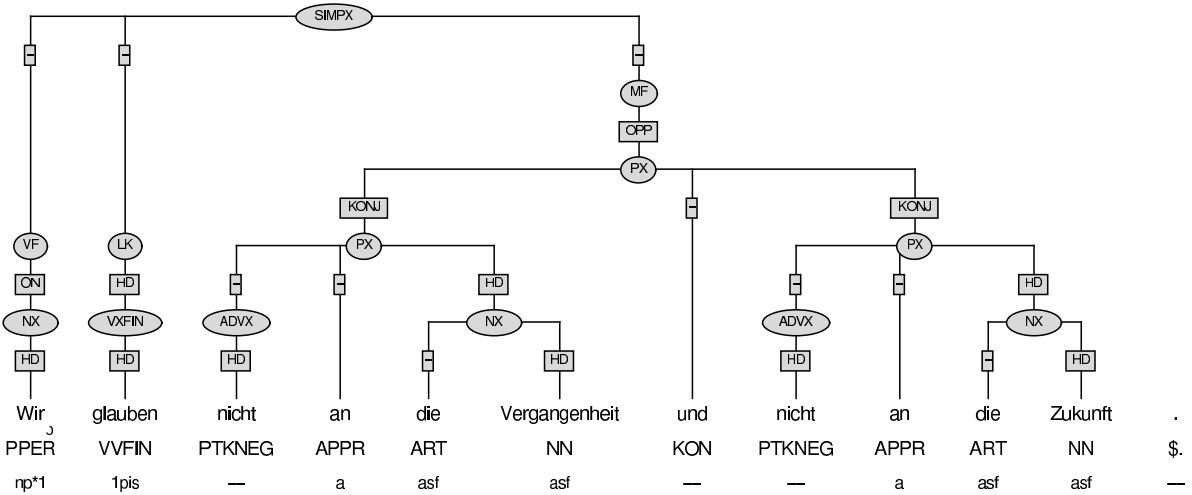 SIMPX
– – –
MF
OPP
PX
KONJ – KONJ
VF LK PX PX
ON HD – – HD – – HD
NX VXFIN ADVX NX ADVX NX
HD HD HD – HD HD – HD
Wir glauben nicht an die Vergangenheit und nicht an die Zukunft .
PPER VVFIN PTKNEG APPR ART NN KON PTKNEG APPR ART NN $.
np*1 1pis –– a asf asf –– –– a asf asf ––